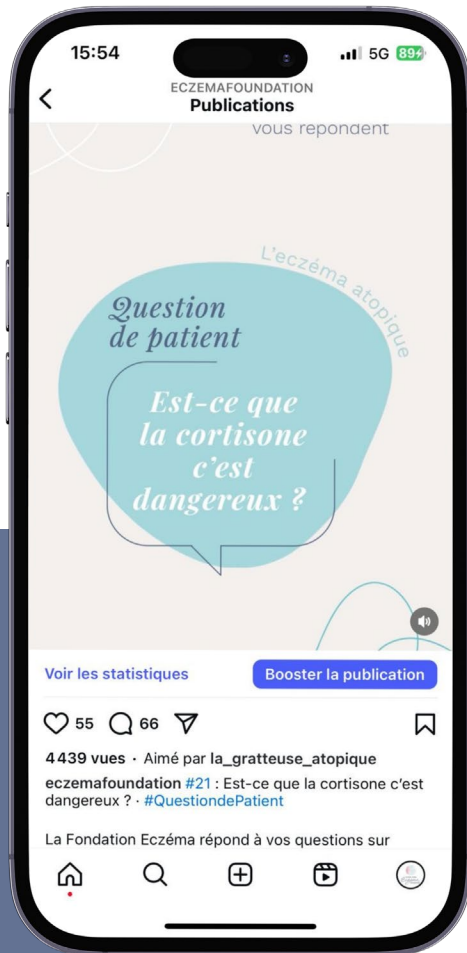 15:54 5G 89
ECZEMAFOUNDATION
Publications
vous répondent
L'eczéma atopique
Question
de patient
Est-ce que
la cortisone
c'est
dangereux ?
Voir les statistiques Booster la publication
55 66
4 439 vues · Aimé par la_gratteuse_atopique
eczemafoundation #21 : Est-ce que la cortisone c'est
dangereux ? · #QuestiondePatient
La Fondation Eczéma répond à vos questions sur